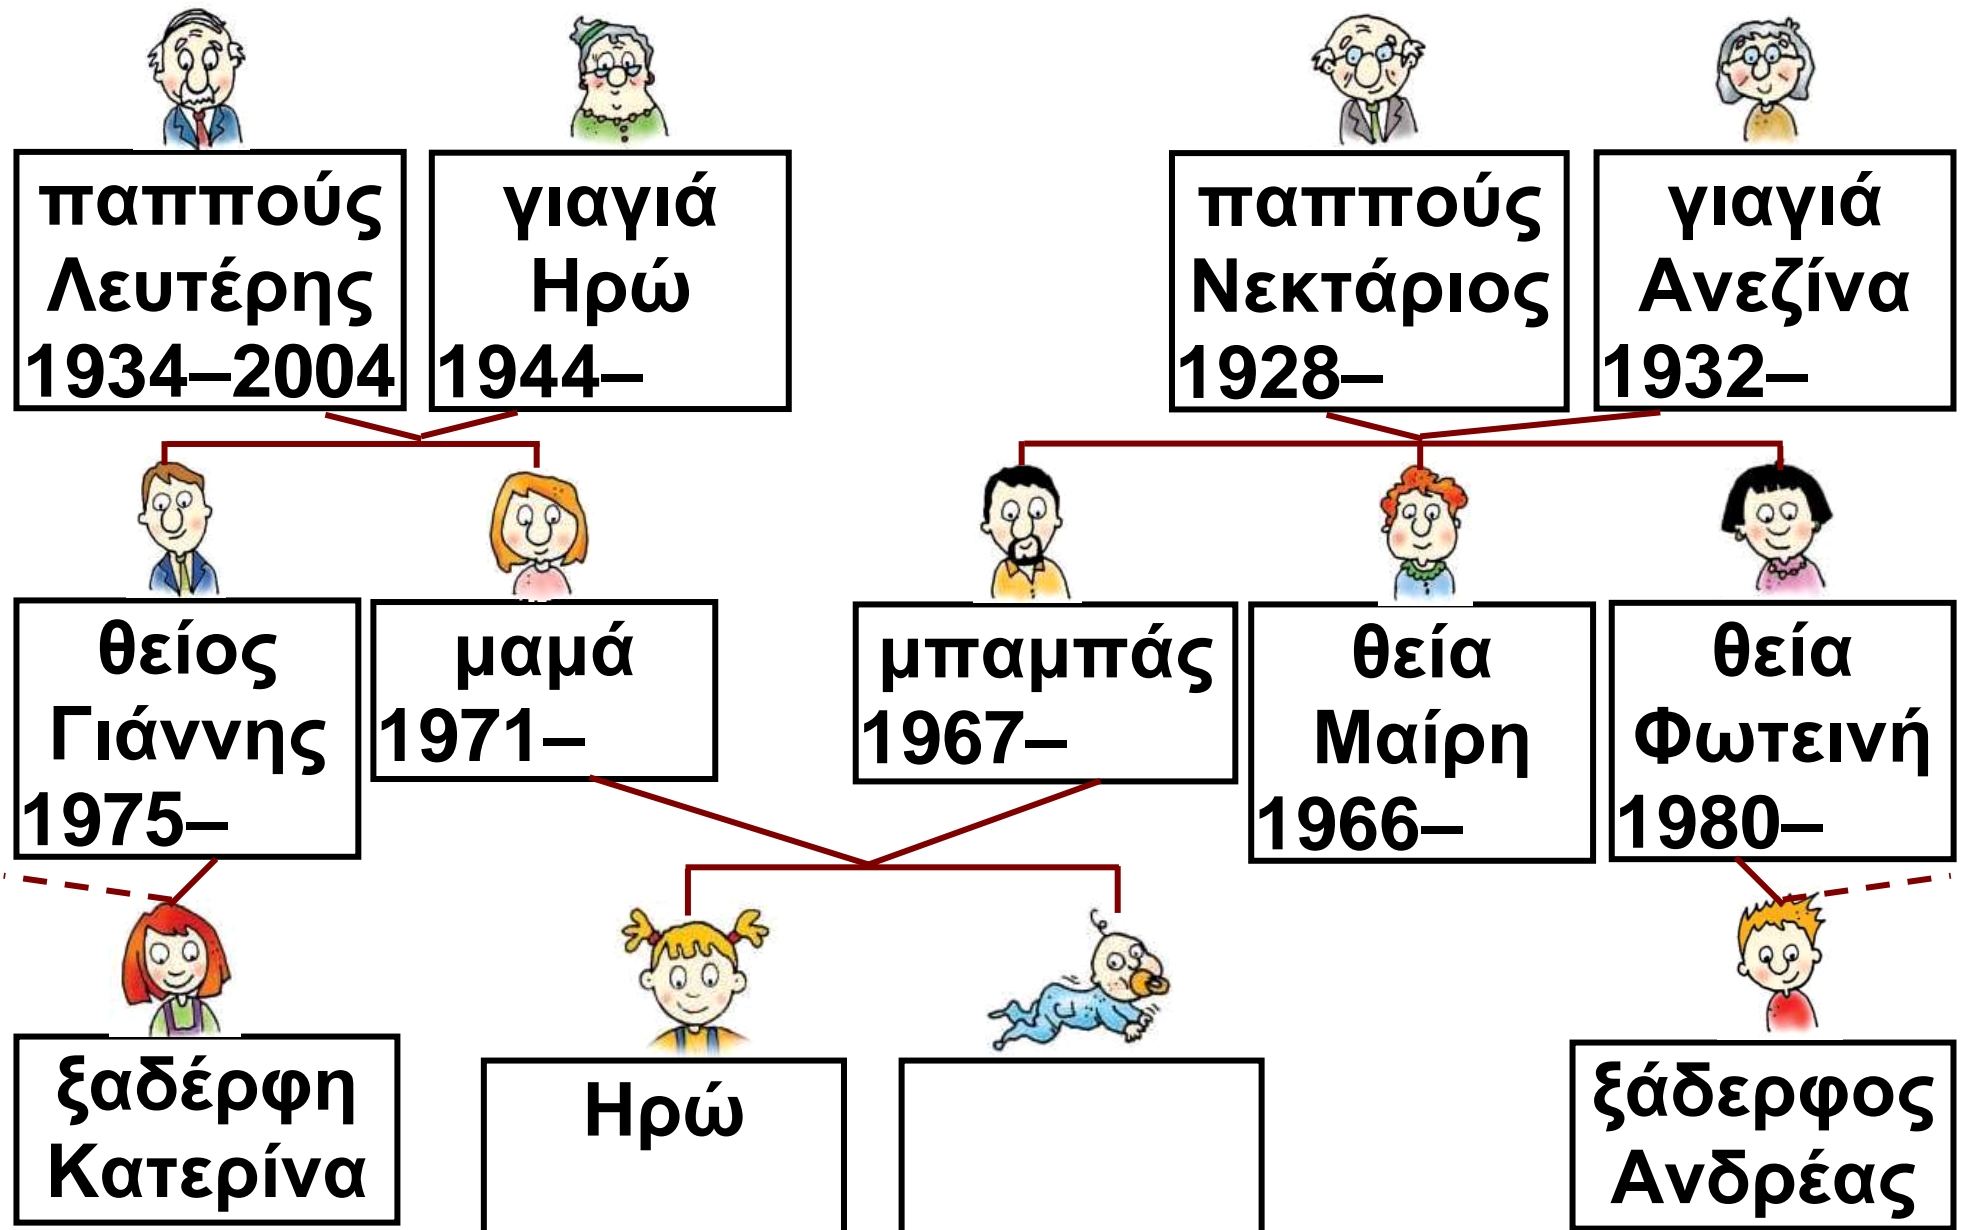 παππούς
Λευτέρης
1934–2004
γιαγιά
Ηρώ
1944–
παππούς
Νεκτάριος
1928–
γιαγιά
Ανεζίνα
1932–
θείος
Γιάννης
1975–
μαμά
1971–
μπαμπάς
1967–
θεία
Μαίρη
1966–
θεία
Φωτεινή
1980–
ξαδέρφη
Κατερίνα
Ηρώ
ξάδερφος
Ανδρέας